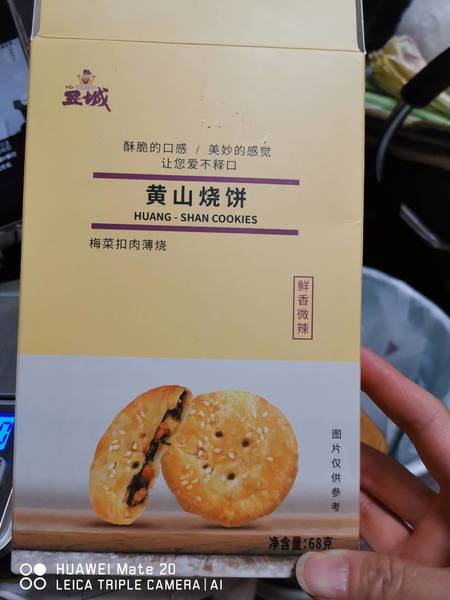 昱城
酥脆的口感 / 美妙的感觉
让您爱不释口
黄山烧饼
HUANG-SHAN COOKIES
梅菜扣肉薄烧
鲜香微辣
图片仅供参考
净含量:68克
HUAWEI Mate 20
LEICA TRIPLE CAMERA | AI